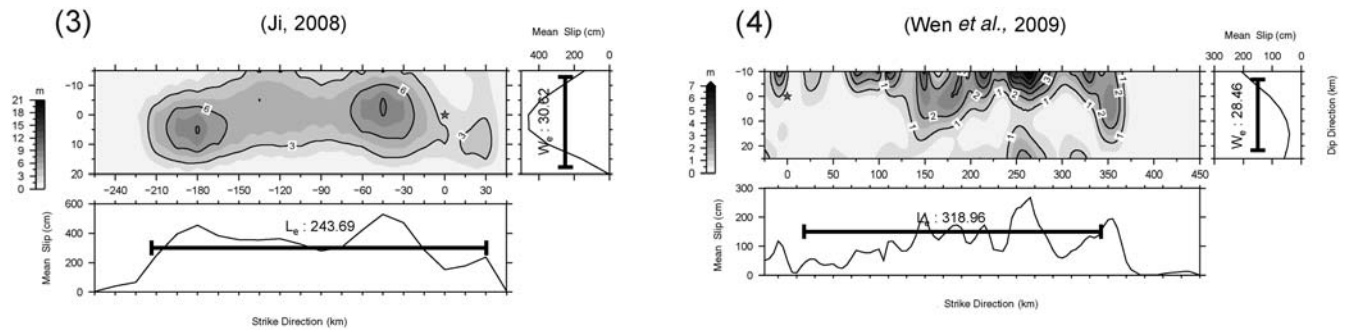 (3)
(Ji, 2008)
Mean Slip (cm)
400 200 0
m
21
18
15
12
9
6
3
0
-10
0
10
20
6
6
3
3
-240 -210 -180 -150 -120 -90 -60 -30 0 30
We : 30.62
600
400
200
0
Mean Slip (cm)
Le : 243.69
Strike Direction (km)
(4)
(Wen et al., 2009)
Mean Slip (cm)
300 200 100 0
m
7
6
5
4
3
2
1
0
-10
0
10
20
0 50 100 150 200 250 300 350 400 450
We : 28.46
Dip Direction (km)
300
200
100
0
Mean Slip (cm)
Le : 318.96
Strike Direction (km)